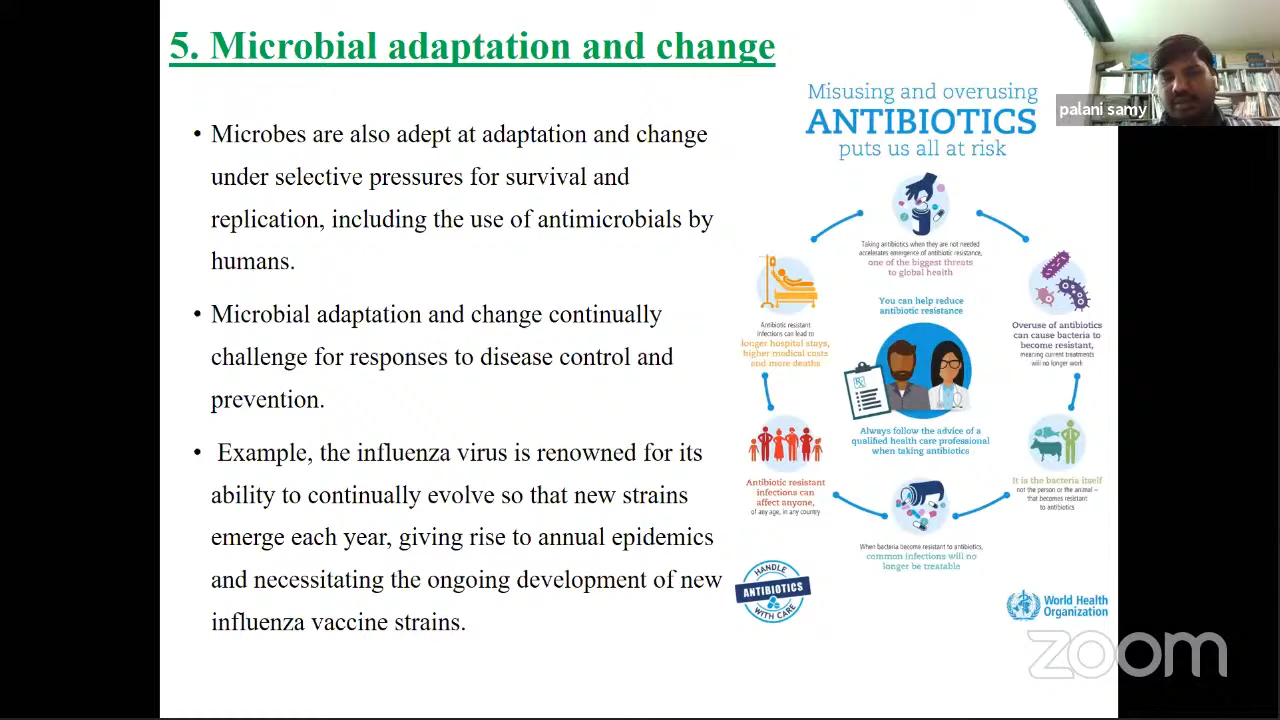 5. Microbial adaptation and change
• Microbes are also adept at adaptation and change
under selective pressures for survival and
replication, including the use of antimicrobials by
humans.
• Microbial adaptation and change continually
challenge for responses to disease control and
prevention.
• Example, the influenza virus is renowned for its
ability to continually evolve so that new strains
emerge each year, giving rise to annual epidemics
and necessitating the ongoing development of new
influenza vaccine strains.
Misusing and overusing
ANTIBIOTICS
puts us all at risk
Taking antibiotics when they are not needed
accelerates emergence of antibiotic resistance,
one of the biggest threats
to global health
Overuse of antibiotics
can cause bacteria to
become resistant,
meaning current treatments
will no longer work
It is the bacteria itself
not the person or the animal –
that becomes resistant
to antibiotics
When bacteria become resistant to antibiotics,
common infections will no
longer be treatable
Antibiotic resistant
infections can
affect anyone,
of any age, in any country
Antibiotic resistant
infections can lead to
longer hospital stays,
higher medical costs
and more deaths
You can help reduce
antibiotic resistance
Always follow the advice of a
qualified health care professional
when taking antibiotics
HANDLE
ANTIBIOTICS
WITH CARE
World Health
Organization
palani samy
zoom